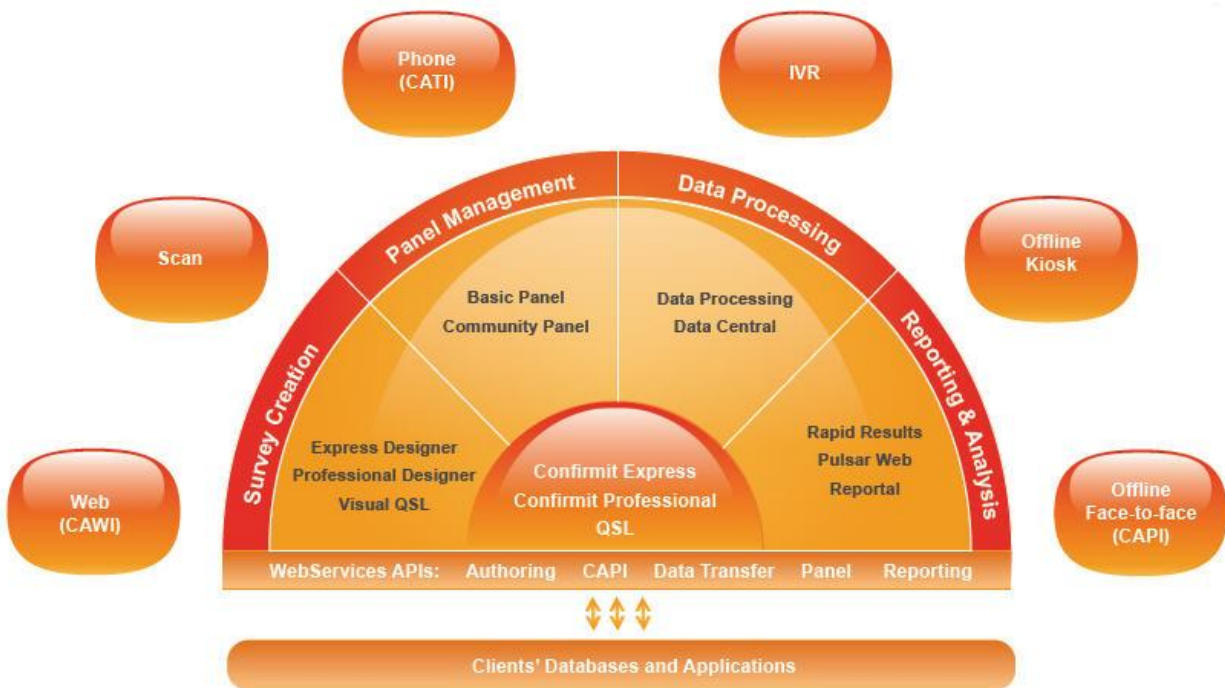 Phone
(CATI)
IVR
Scan
Offline
Kiosk
Web
(CAWI)
Offline
Face-to-face
(CAPI)
Survey Creation
Panel Management
Data Processing
Reporting & Analysis
Basic Panel
Community Panel
Data Processing
Data Central
Express Designer
Professional Designer
Visual QSL
Rapid Results
Pulsar Web
Reportal
Confirmit Express
Confirmit Professional
QSL
WebServices APIs: Authoring CAPI Data Transfer Panel Reporting
Clients' Databases and Applications